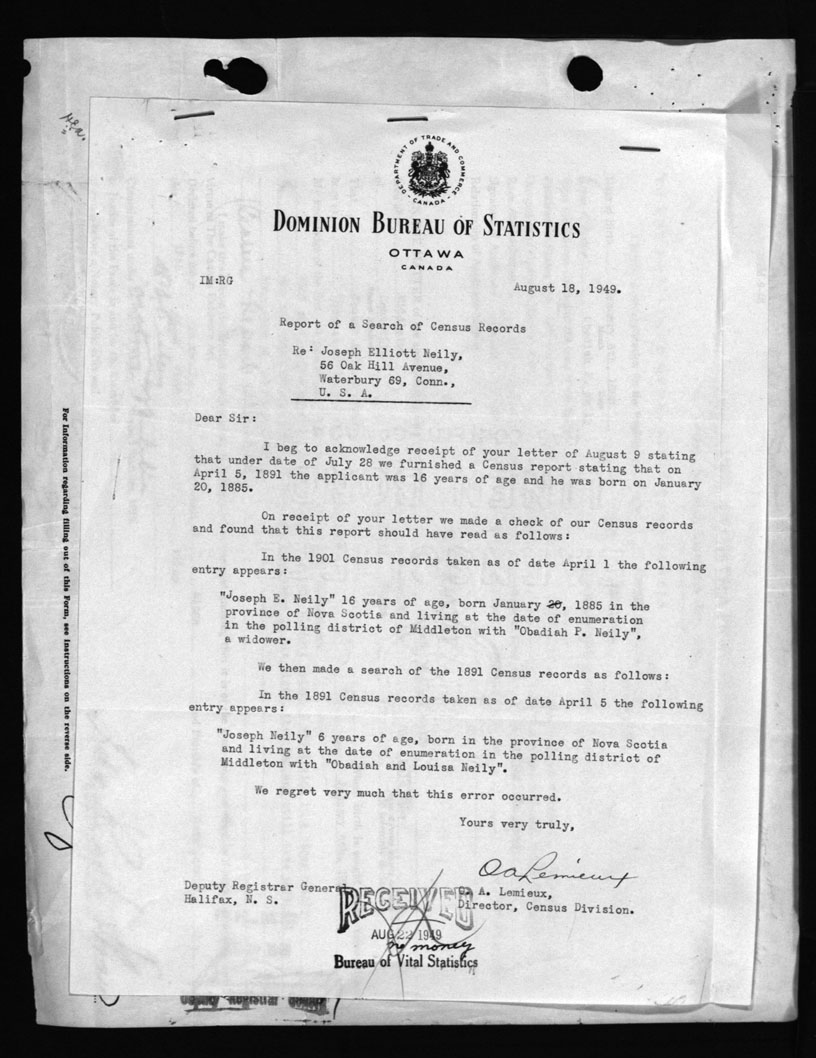 DEPARTMENT OF TRADE AND COMMERCE
- CANADA -
DOMINION BUREAU OF STATISTICS
OTTAWA
CANADA
IM:RG
August 18, 1949.
Report of a Search of Census Records
Re: Joseph Elliott Neily,
56 Oak Hill Avenue,
Waterbury 69, Conn.,
U. S. A.
Dear Sir:
I beg to acknowledge receipt of your letter of August 9 stating
that under date of July 28 we furnished a Census report stating that on
April 5, 1891 the applicant was 16 years of age and he was born on January
20, 1885.
On receipt of your letter we made a check of our Census records
and found that this report should have read as follows:
In the 1901 Census records taken as of date April 1 the following
entry appears:
"Joseph E. Neily" 16 years of age, born January 20, 1885 in the
province of Nova Scotia and living at the date of enumeration
in the polling district of Middleton with "Obadiah P. Neily",
a widower.
We then made a search of the 1891 Census records as follows:
In the 1891 Census records taken as of date April 5 the following
entry appears:
"Joseph Neily" 6 years of age, born in the province of Nova Scotia
and living at the date of enumeration in the polling district of
Middleton with "Obadiah and Louisa Neily".
We regret very much that this error occurred.
Yours very truly,
O A Lemieux
Deputy Registrar General
Halifax, N. S.
O. A. Lemieux,
Director, Census Division.
RECEIVED
AUG 22 1949
no money
Bureau of Vital Statistics
For Information regarding filling out of this Form, see Instructions on the reverse side.